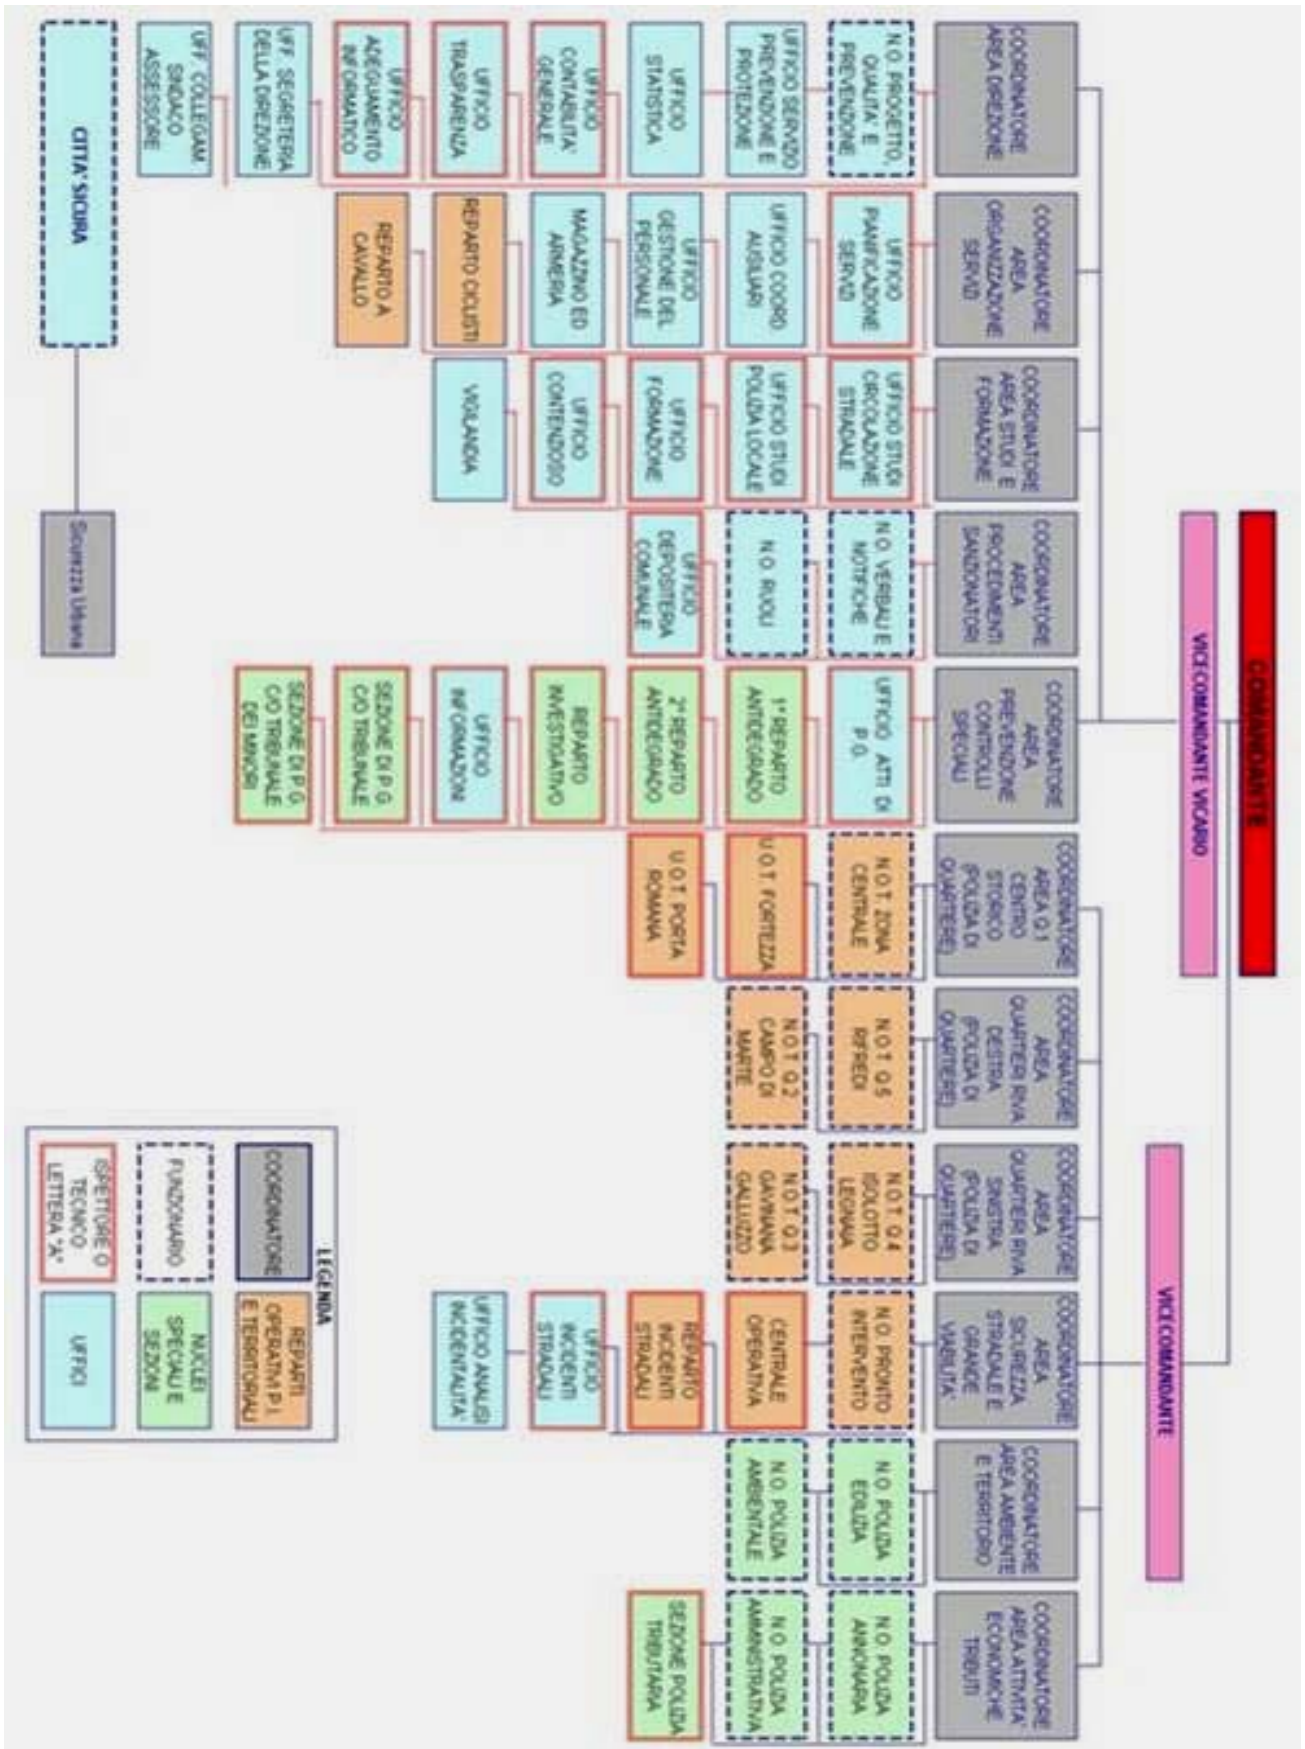 COMANDANTE
VICECOMANDANTE VICARIO
VICECOMANDANTE
COORDINATORE
AREA DIREZIONE
N.O. PROGETTO,
QUALITA' E
PREVENZIONE
UFFICIO SERVIZIO
PREVENZIONE E
PROTEZIONE
UFFICIO
STATISTICA
UFFICIO
CONTABILITA'
GENERALE
UFFICIO
TRASPARENZA
UFFICIO
ADEGUAMENTO
INFORMATICO
UFF. SEGRETERIA
DELLA DIREZIONE
UFF. COLLEGAM.
SINDACO
ASSESSORE
CITTA' SICURA
Sicurezza Urbana
COORDINATORE
AREA
ORGANIZZAZIONE
SERVIZI
UFFICIO
PIANIFICAZIONE
SERVIZI
UFFICIO COORD
AUSILIARI
UFFICIO
GESTIONE DEL
PERSONALE
MAGAZZINO ED
ARMERIA
REPARTO CICLISTI
REPARTO A
CAVALLO
COORDINATORE
AREA STUDI E
FORMAZIONE
UFFICIO STUDI
CIRCOLAZIONE
STRADALE
UFFICIO STUDI
POLIZIA LOCALE
UFFICIO
FORMAZIONE
UFFICIO
CONTENZIOSO
VIGILANDIA
COORDINATORE
AREA
PROCEDIMENTI
SANZIONATORI
N.O. VERBALI E
NOTIFICHE
N.O. RUOLI
UFFICIO
DEPOSITERIA
COMUNALE
COORDINATORE
AREA
PREVENZIONE
CONTROLLI
SPECIALI
UFFICIO ATTI DI
P.G.
1° REPARTO
ANTIDEGRADO
2° REPARTO
ANTIDEGRADO
REPARTO
INVESTIGATIVO
UFFICIO
INFORMAZIONI
SEZIONE DI P.G.
C/O TRIBUNALE
SEZIONE DI P.G.
C/O TRIBUNALE
DEI MINORI
COORDINATORE
AREA Q.1
CENTRO
STORICO
(POLIZIA DI
QUARTIERE)
N.O.T. ZONA
CENTRALE
U.O.T. FORTEZZA
U.O.T. PORTA
ROMANA
COORDINATORE
AREA
QUARTIERI RIVA
DESTRA
(POLIZIA DI
QUARTIERE)
N.O.T. Q.5
RIFREDI
N.O.T. Q.2
CAMPO DI
MARTE
COORDINATORE
AREA
QUARTIERI RIVA
SINISTRA
(POLIZIA DI
QUARTIERE)
N.O.T. Q.4
ISOLOTTO
LEGNAIA
N.O.T. Q.3
GAVINANA
GALLUZZO
COORDINATORE
AREA
SICUREZZA
STRADALE E
GRANDE
VIABILITA'
N.O. PRONTO
INTERVENTO
CENTRALE
OPERATIVA
REPARTO
INCIDENTI
STRADALI
UFFICIO
INCIDENTI
STRADALI
UFFICIO ANALISI
INCIDENTALITA'
COORDINATORE
AREA AMBIENTE
E TERRITORIO
N.O. POLIZIA
EDILIZIA
N.O. POLIZIA
AMBIENTALE
COORDINATORE
AREA ATTIVITA'
ECONOMICHE
TRIBUTI
N.O. POLIZIA
ANNONARIA
N.O. POLIZIA
AMMINISTRATIVA
SEZIONE POLIZIA
TRIBUTARIA
LEGENDA
COORDINATORE
REPARTI
OPERATIVI P.I.
E TERRITORIALI
FUNZIONARIO
NUCLEI
SPECIALI E
SEZIONI
ISPETTORE O
TECNICO
LETTERA "A"
UFFICI